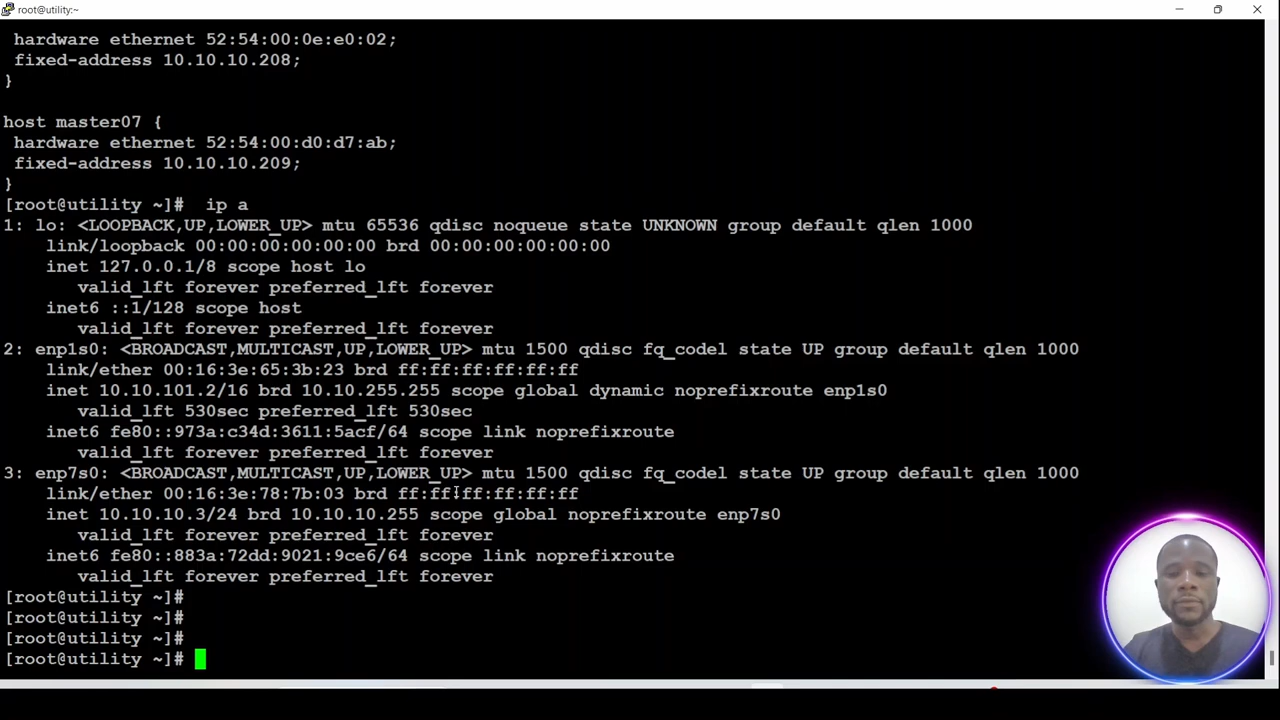 root@utility:~
hardware ethernet 52:54:00:0e:e0:02;
fixed-address 10.10.10.208;
}
host master07 {
hardware ethernet 52:54:00:d0:d7:ab;
fixed-address 10.10.10.209;
}
[root@utility ~]#  ip a
1: lo: <LOOPBACK,UP,LOWER_UP> mtu 65536 qdisc noqueue state UNKNOWN group default qlen 1000
link/loopback 00:00:00:00:00:00 brd 00:00:00:00:00:00
inet 127.0.0.1/8 scope host lo
valid_lft forever preferred_lft forever
inet6 ::1/128 scope host
valid_lft forever preferred_lft forever
2: enp1s0: <BROADCAST,MULTICAST,UP,LOWER_UP> mtu 1500 qdisc fq_codel state UP group default qlen 1000
link/ether 00:16:3e:65:3b:23 brd ff:ff:ff:ff:ff:ff
inet 10.10.101.2/16 brd 10.10.255.255 scope global dynamic noprefixroute enp1s0
valid_lft 530sec preferred_lft 530sec
inet6 fe80::973a:c34d:3611:5acf/64 scope link noprefixroute
valid_lft forever preferred_lft forever
3: enp7s0: <BROADCAST,MULTICAST,UP,LOWER_UP> mtu 1500 qdisc fq_codel state UP group default qlen 1000
link/ether 00:16:3e:78:7b:03 brd ff:ff:ff:ff:ff:ff
inet 10.10.10.3/24 brd 10.10.10.255 scope global noprefixroute enp7s0
valid_lft forever preferred_lft forever
inet6 fe80::883a:72dd:9021:9ce6/64 scope link noprefixroute
valid_lft forever preferred_lft forever
[root@utility ~]#
[root@utility ~]#
[root@utility ~]#
[root@utility ~]#